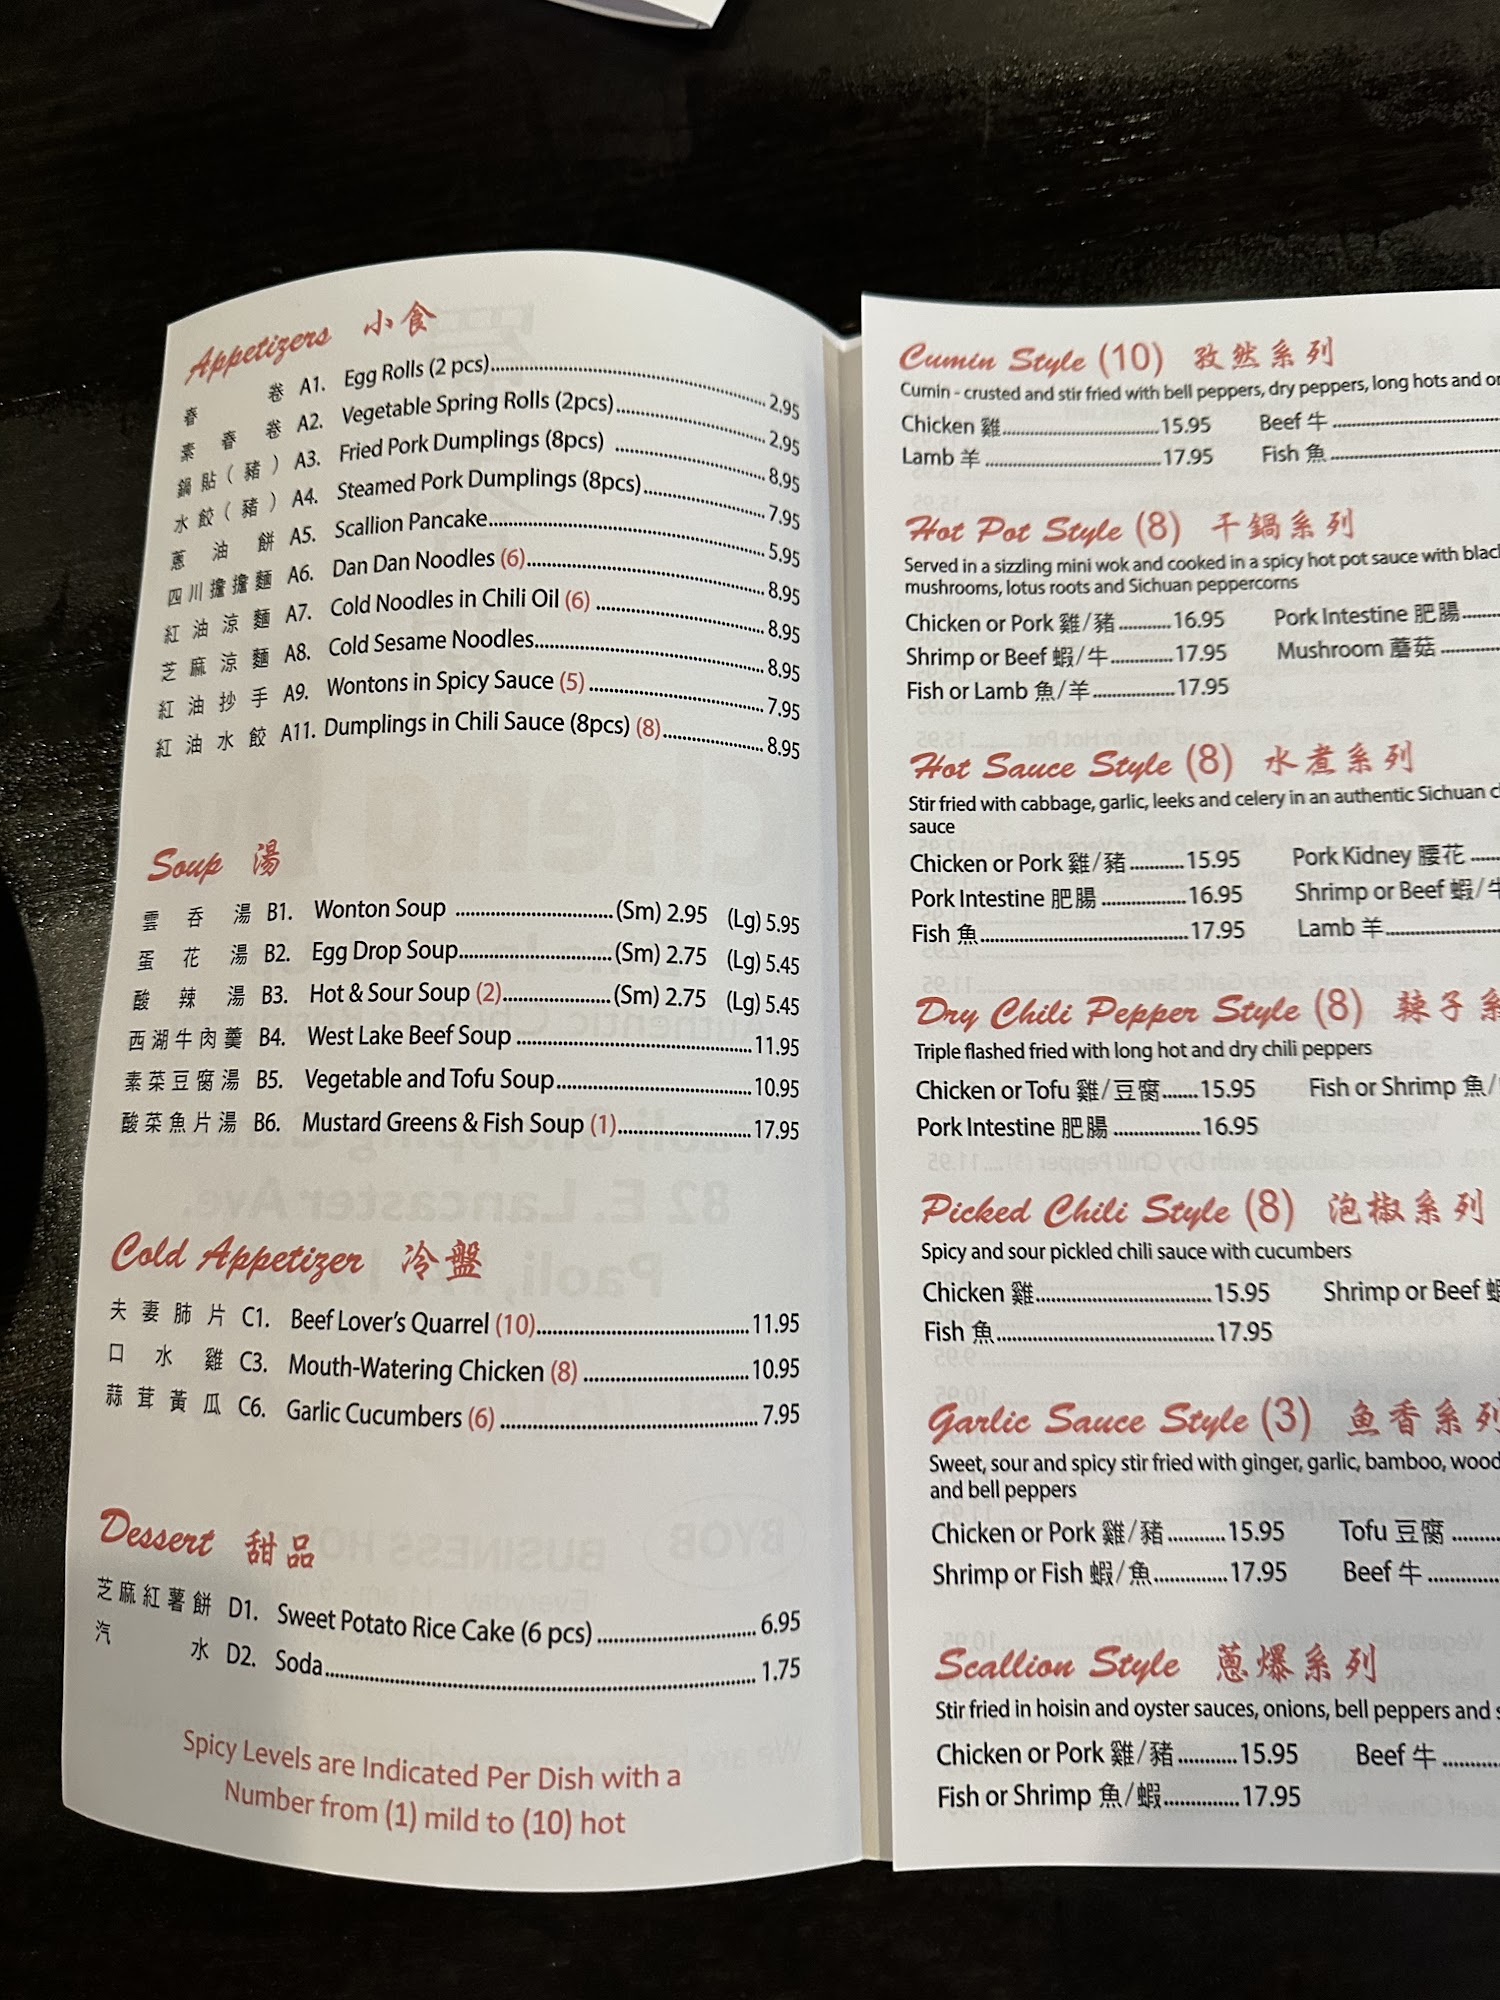 Appetizers 小食
春卷 A1. Egg Rolls (2 pcs) 2.95
素春卷 A2. Vegetable Spring Rolls (2pcs) 2.95
鍋貼(豬) A3. Fried Pork Dumplings (8pcs) 8.95
水餃(豬) A4. Steamed Pork Dumplings (8pcs) 7.95
蔥油餅 A5. Scallion Pancake 5.95
四川擔擔麵 A6. Dan Dan Noodles (6) 8.95
紅油涼麵 A7. Cold Noodles in Chili Oil (6) 8.95
芝麻涼麵 A8. Cold Sesame Noodles 8.95
紅油抄手 A9. Wontons in Spicy Sauce (5) 7.95
紅油水餃 A11. Dumplings in Chili Sauce (8pcs) (8) 8.95
Soup 湯
雲吞湯 B1. Wonton Soup (Sm) 2.95 (Lg) 5.95
蛋花湯 B2. Egg Drop Soup (Sm) 2.75 (Lg) 5.45
酸辣湯 B3. Hot & Sour Soup (2) (Sm) 2.75 (Lg) 5.45
西湖牛肉羹 B4. West Lake Beef Soup 11.95
素菜豆腐湯 B5. Vegetable and Tofu Soup 10.95
酸菜魚片湯 B6. Mustard Greens & Fish Soup (1) 17.95
Cold Appetizer 冷盤
夫妻肺片 C1. Beef Lover's Quarrel (10) 11.95
口水雞 C3. Mouth-Watering Chicken (8) 10.95
蒜茸黃瓜 C6. Garlic Cucumbers (6) 7.95
Dessert 甜品
芝麻紅薯餅 D1. Sweet Potato Rice Cake (6 pcs) 6.95
汽水 D2. Soda 1.75
Spicy Levels are Indicated Per Dish with a
Number from (1) mild to (10) hot
Cumin Style (10) 孜然系列
Cumin - crusted and stir fried with bell peppers, dry peppers, long hots and
Chicken 雞 15.95 Beef 牛
Lamb 羊 17.95 Fish 魚
Hot Pot Style (8) 干鍋系列
Served in a sizzling mini wok and cooked in a spicy hot pot sauce with
mushrooms, lotus roots and Sichuan peppercorns
Chicken or Pork 雞/豬 16.95 Pork Intestine 肥腸
Shrimp or Beef 蝦/牛 17.95 Mushroom 蘑菇
Fish or Lamb 魚/羊 17.95
Hot Sauce Style (8) 水煮系列
Stir fried with cabbage, garlic, leeks and celery in an authentic Sichuan
sauce
Chicken or Pork 雞/豬 15.95 Pork Kidney 腰花
Pork Intestine 肥腸 16.95 Shrimp or Beef 蝦/牛
Fish 魚 17.95 Lamb 羊
Dry Chili Pepper Style (8) 辣子系
Triple flashed fried with long hot and dry chili peppers
Chicken or Tofu 雞/豆腐 15.95 Fish or Shrimp 魚/
Pork Intestine 肥腸 16.95
Picked Chili Style (8) 泡椒系列
Spicy and sour pickled chili sauce with cucumbers
Chicken 雞 15.95 Shrimp or Beef
Fish 魚 17.95
Garlic Sauce Style (3) 魚香系列
Sweet, sour and spicy stir fried with ginger, garlic, bamboo, wood
and bell peppers
Chicken or Pork 雞/豬 15.95 Tofu 豆腐
Shrimp or Fish 蝦/魚 17.95 Beef 牛
Scallion Style 蔥爆系列
Stir fried in hoisin and oyster sauces, onions, bell peppers and
Chicken or Pork 雞/豬 15.95 Beef 牛
Fish or Shrimp 魚/蝦 17.95